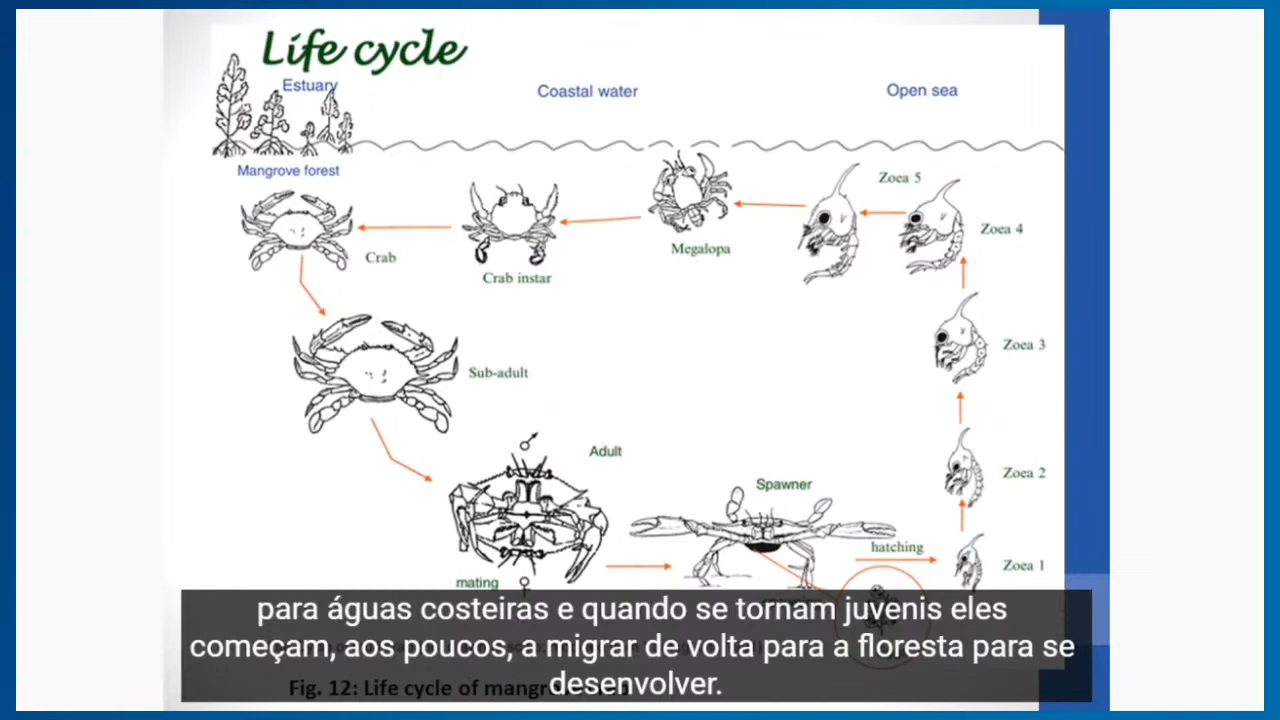 Life cycle
Estuary
Coastal water
Open sea
Mangrove forest
Zoea 5
Zoea 4
Crab
Crab instar
Megalopa
Zoea 3
Sub-adult
Adult
Zoea 2
Spawner
hatching
Zoea 1
mating
para águas costeiras e quando se tornam juvenis eles
começam, aos poucos, a migrar de volta para a floresta para se
desenvolver.
Fig. 12: Life cycle of